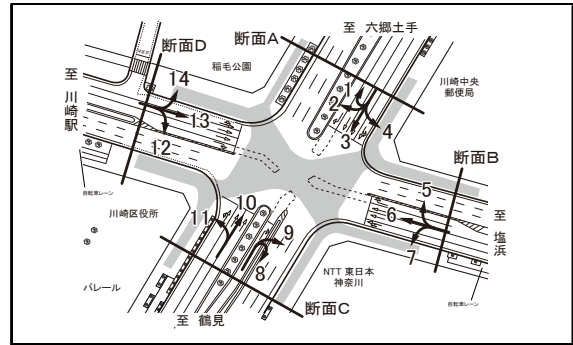 至 六郷土手
断面A
断面D
稲毛公園
至 川崎駅
川崎中央
郵便局
14
13
12
1
2
3
4
断面B
5
6
7
至 塩浜
自転車レーン
川崎区役所
11
10
9
8
パレール
NTT 東日本
神奈川
自転車レーン
断面C
至 鶴見